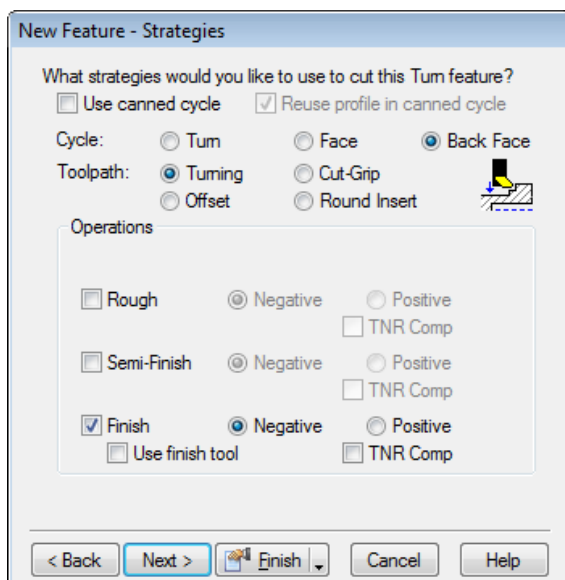 New Feature - Strategies
What strategies would you like to use to cut this Turn feature?
Use canned cycle Reuse profile in canned cycle
Cycle: Turn Face Back Face
Toolpath: Turning Cut-Grip
Offset Round Insert
Operations
Rough Negative Positive
TNR Comp
Semi-Finish Negative Positive
TNR Comp
Finish Negative Positive
Use finish tool TNR Comp
< Back Next > Finish Cancel Help